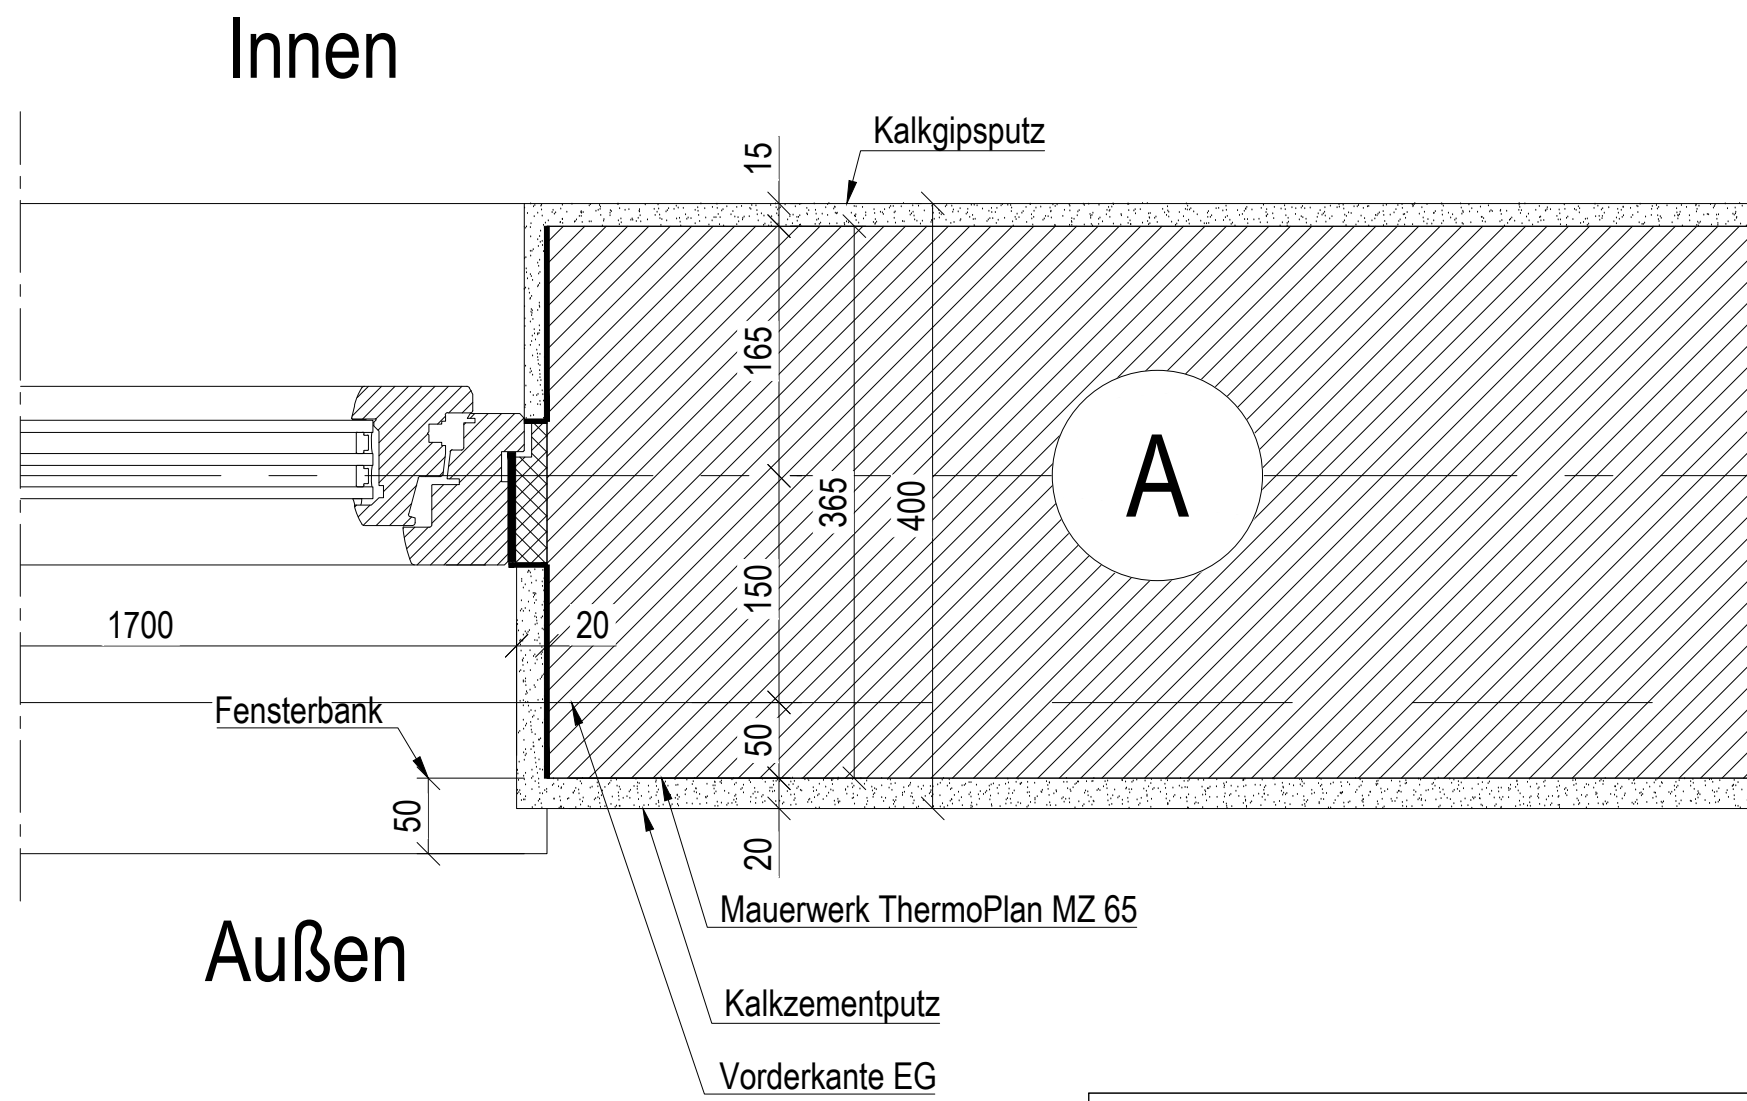 Innen
Kalkgipsputz
15
165
A
365
400
150
1700
20
Fensterbank
50
50
20
Mauerwerk ThermoPlan MZ 65
Außen
Kalkzementputz
Vorderkante EG